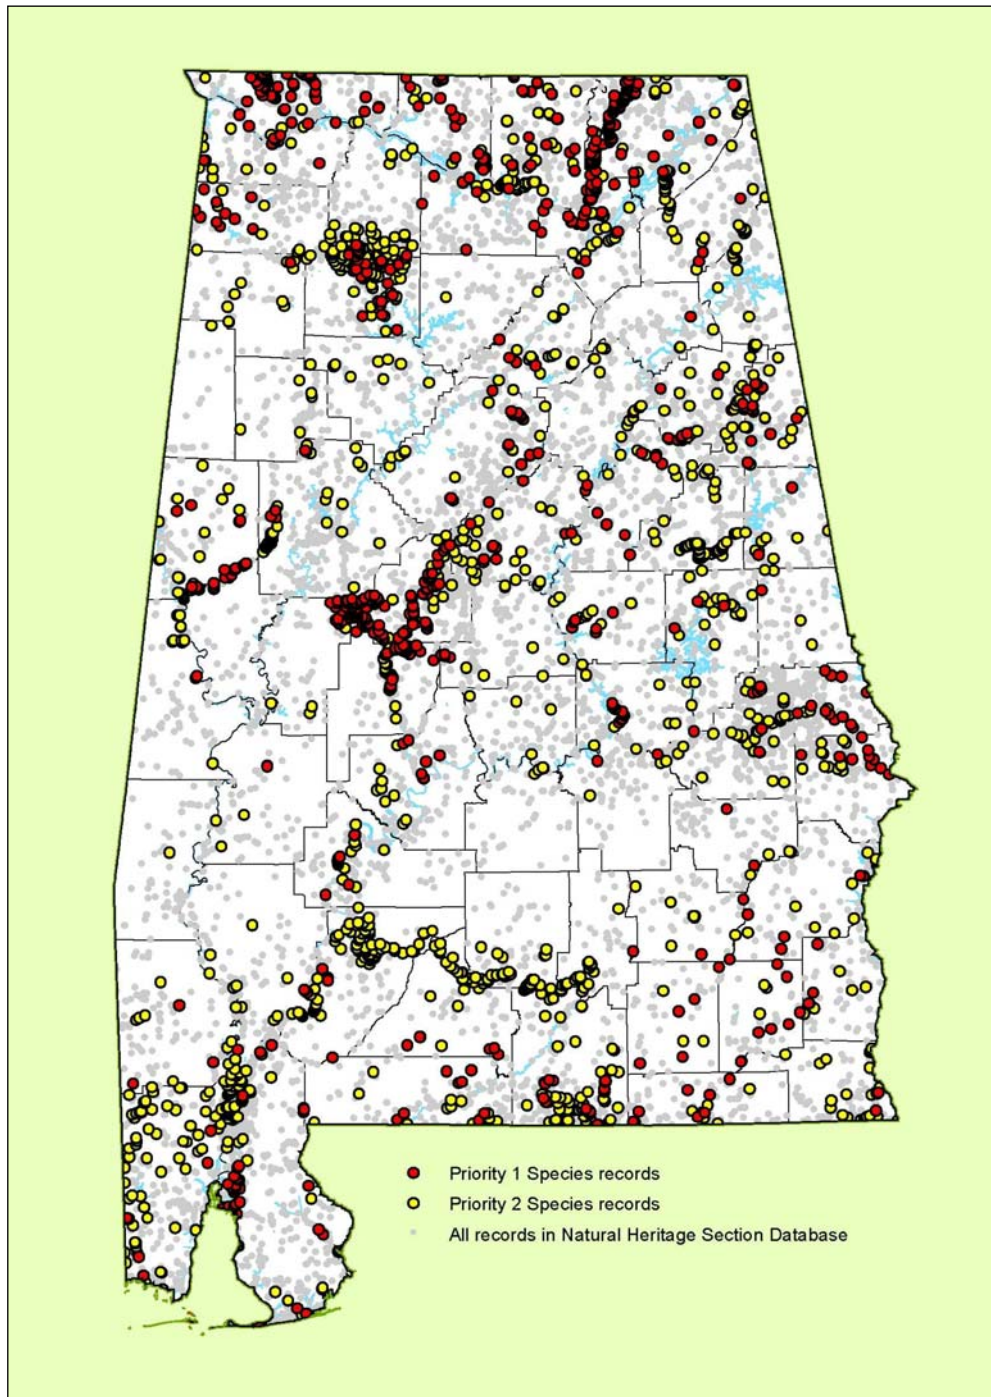 Priority 1 Species records
Priority 2 Species records
All records in Natural Heritage Section Database